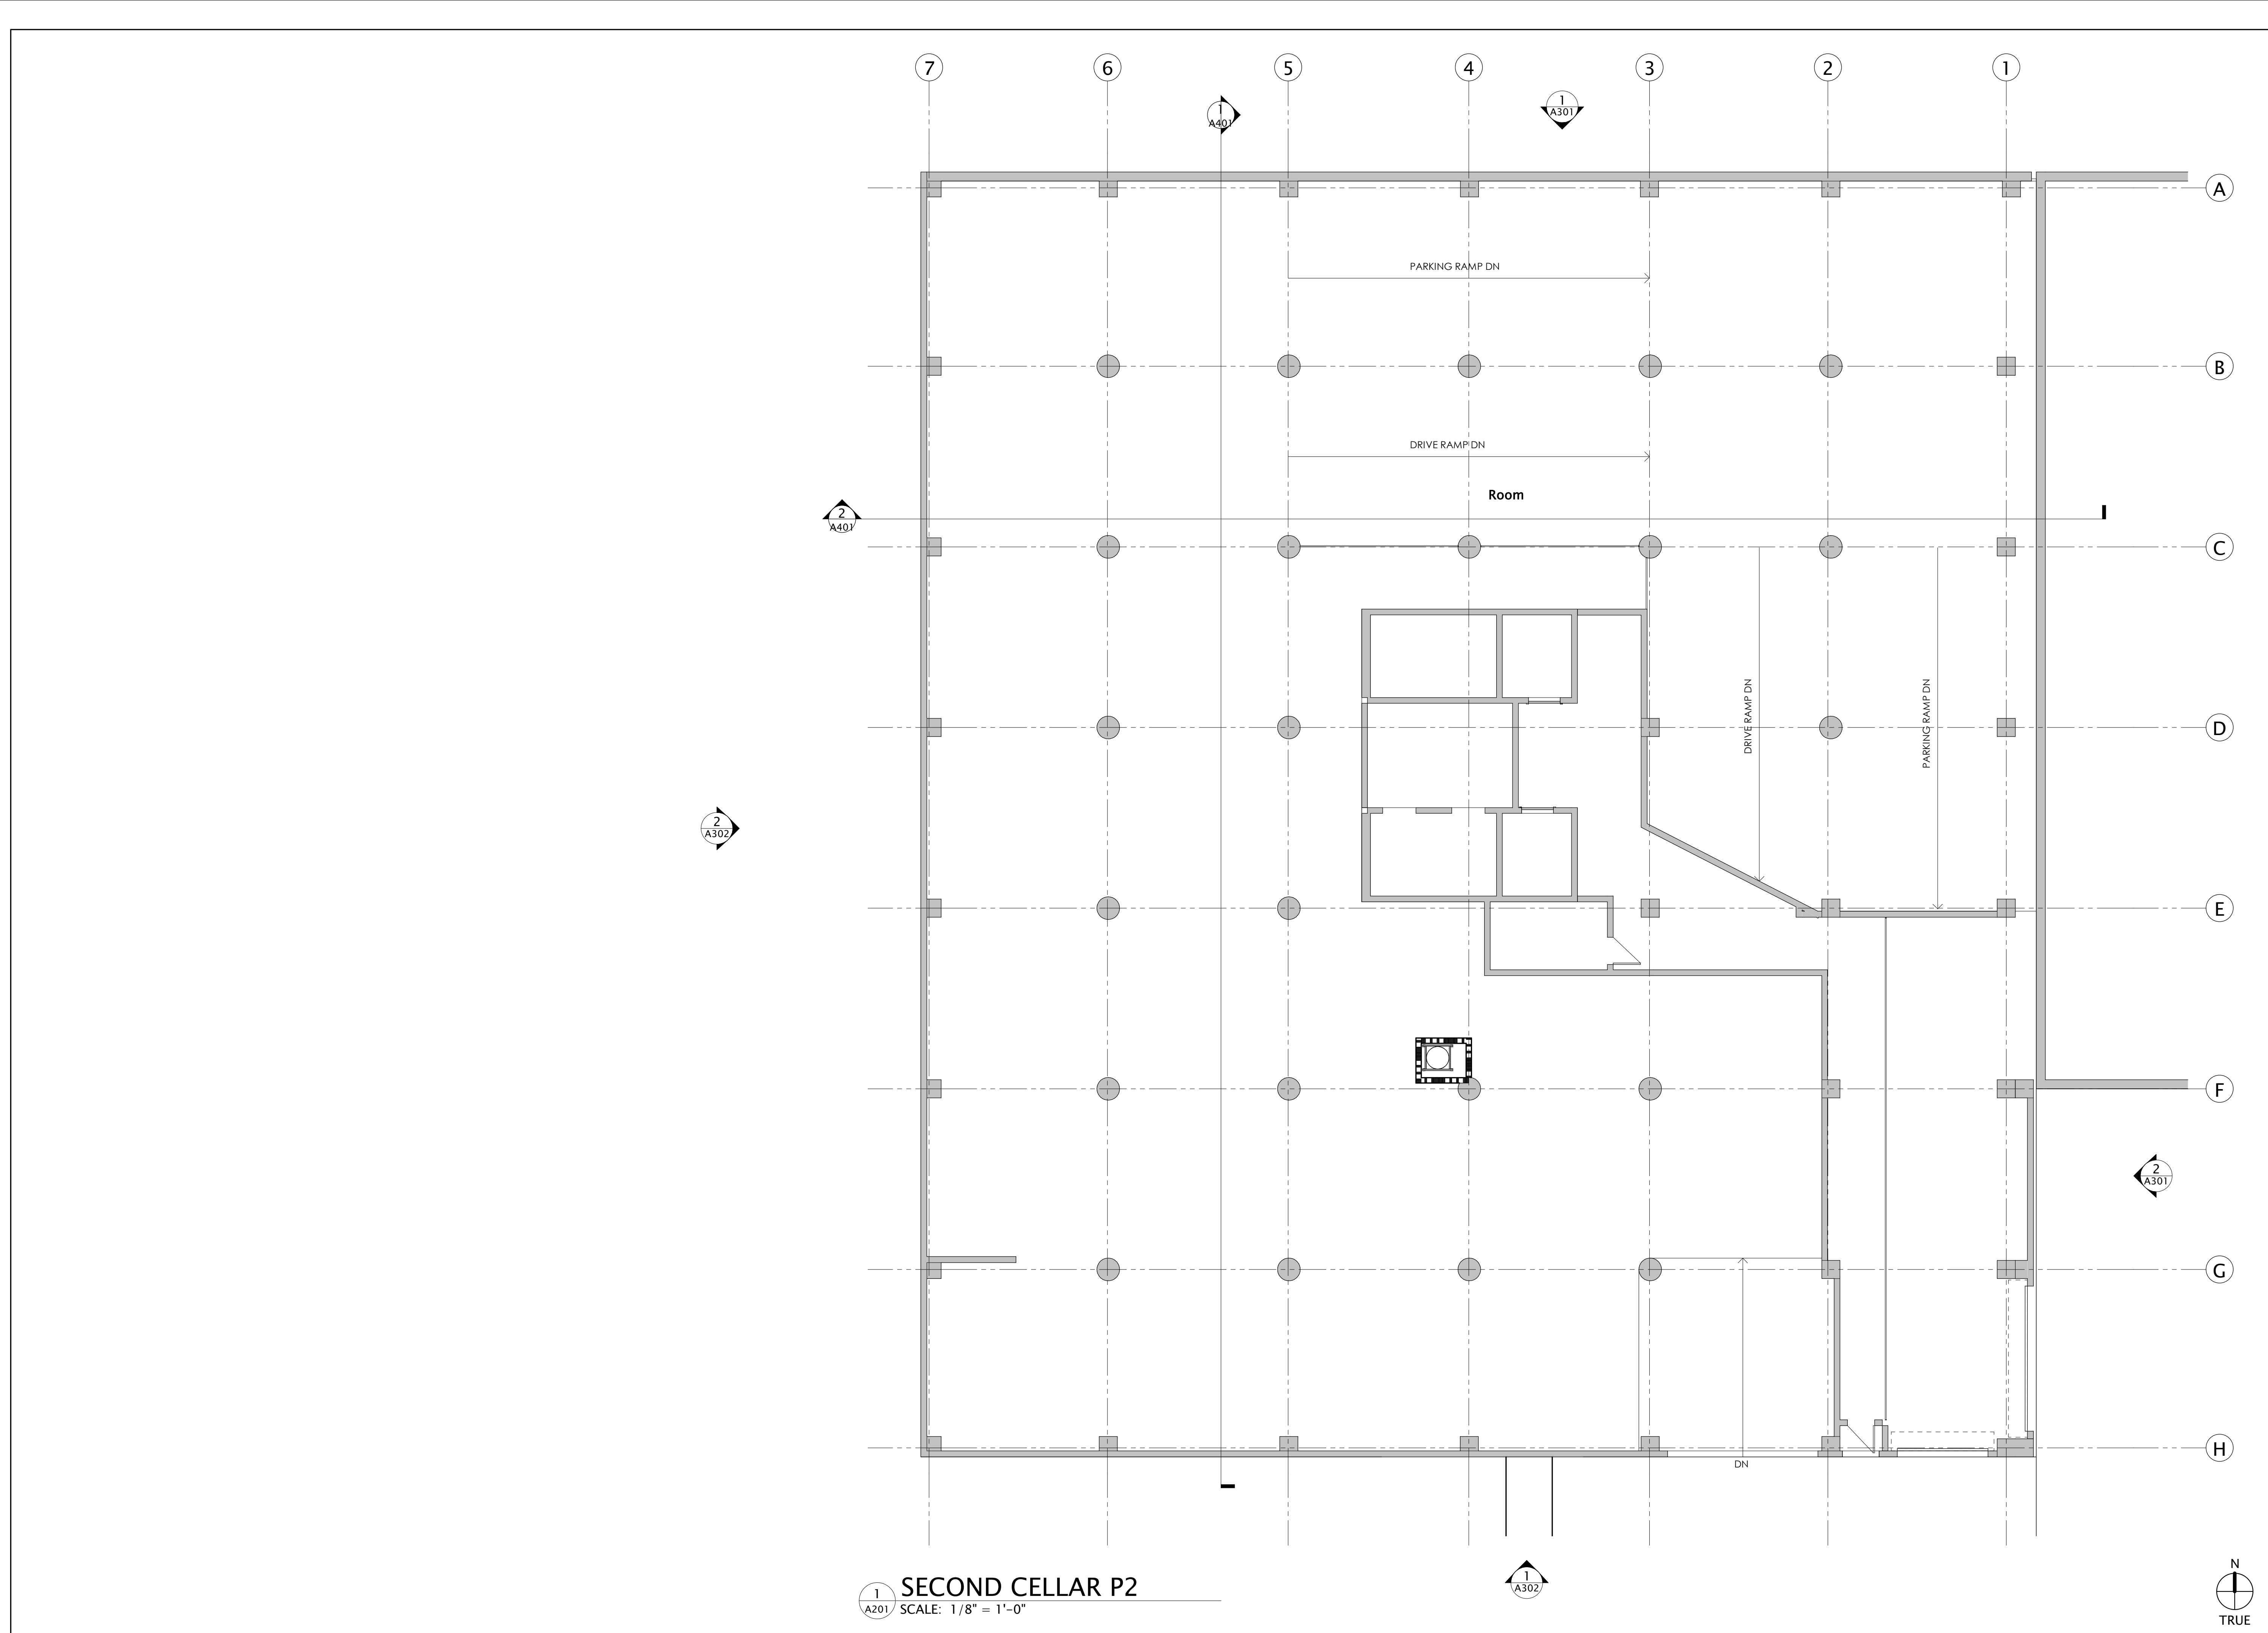 7 6 5 4 3 2 1
1
A401
1
A301
A
PARKING RAMP DN
B
DRIVE RAMP DN
Room
2
A401
C
DRIVE RAMP DN
PARKING RAMP DN
D
2
A302
E
F
2
A301
G
H
DN
1
A302
1
A201
SECOND CELLAR P2
SCALE: 1/8" = 1'-0"
N
TRUE